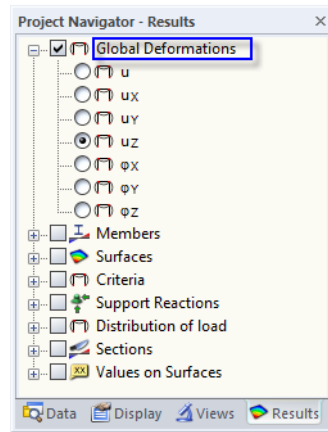 Project Navigator - Results
Global Deformations
u
uX
uY
uZ
φX
φY
φZ
Members
Surfaces
Criteria
Support Reactions
Distribution of load
Sections
xx Values on Surfaces
Data Display Views Results